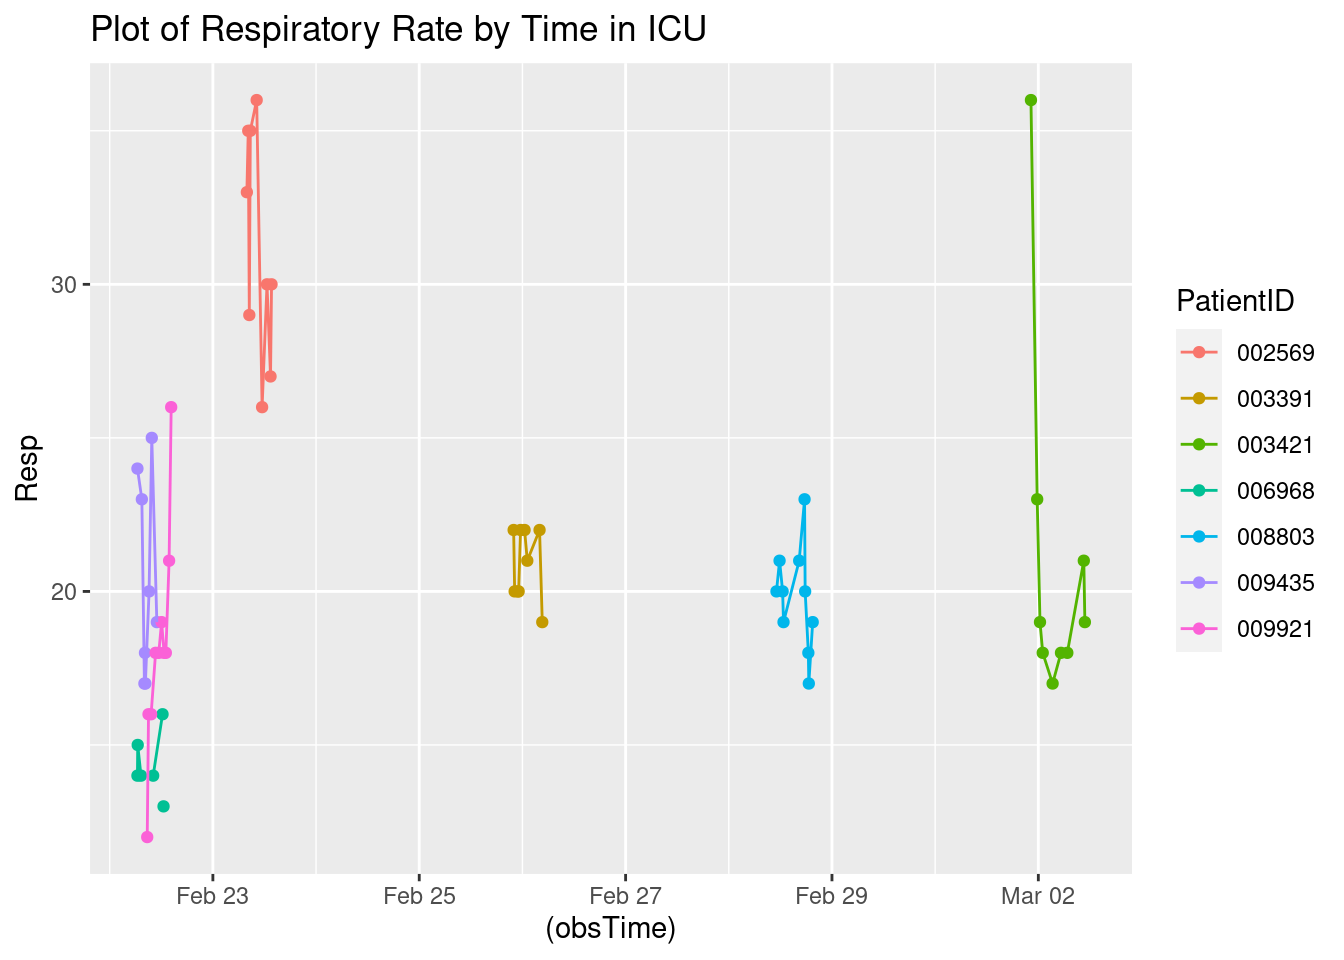 Plot of Respiratory Rate by Time in ICU
Resp
30
20
Feb 23
Feb 25
Feb 27
Feb 29
Mar 02
(obsTime)
PatientID
002569
003391
003421
006968
008803
009435
009921